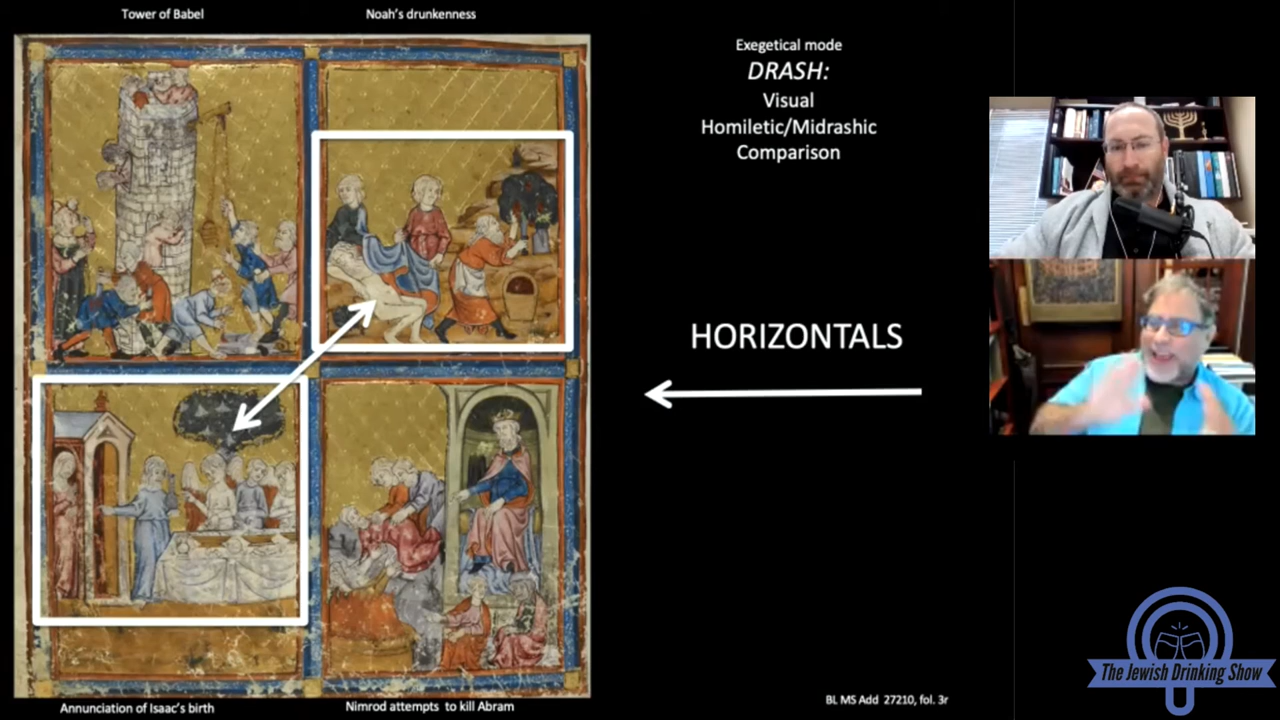 Tower of Babel
Noah's drunkenness
Exegetical mode
DRASH:
Visual
Homiletic/Midrashic
Comparison
HORIZONTALS
Annunciation of Isaac's birth
Nimrod attempts to kill Abram
BL MS Add 27210, fol. 3r
The Jewish Drinking Show